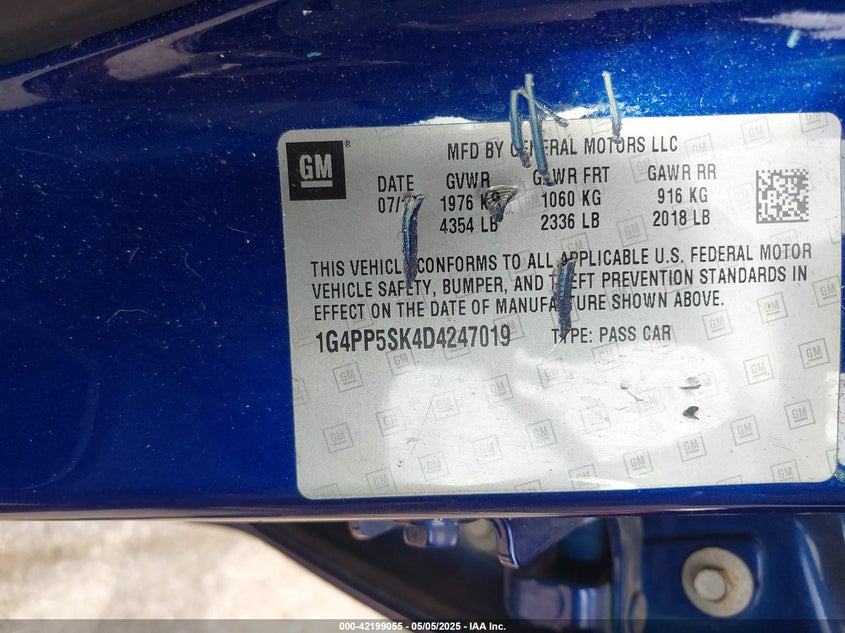 GM
MFD BY GENERAL MOTORS LLC
DATE GVWR GAWR FRT GAWR RR
07/ 1976 KG 1060 KG 916 KG
4354 LB 2336 LB 2018 LB
THIS VEHICLE CONFORMS TO ALL APPLICABLE U.S. FEDERAL MOTOR
VEHICLE SAFETY, BUMPER, AND THEFT PREVENTION STANDARDS IN
EFFECT ON THE DATE OF MANUFACTURE SHOWN ABOVE.
1G4PP5SK4D4247019 TYPE: PASS CAR
000-42199055 - 05/05/2025 - IAA Inc.